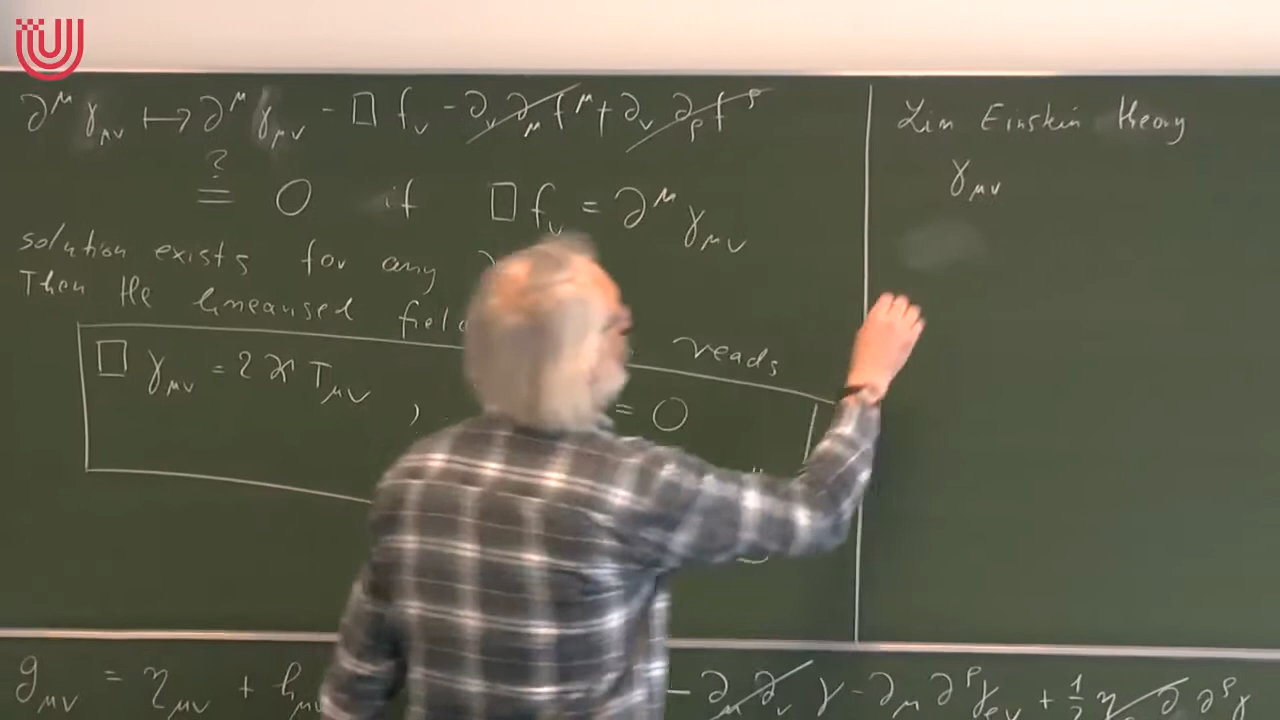 ∂^μ γ_μν ↦ ∂^μ γ_μν - □ f_ν - ∂_ν ∂_μ f^μ + ∂_ν ∂_ρ f^ρ
?
= 0 if □ f_ν = ∂^μ γ_μν
solution exists for any
Then the linearised field
reads
□ γ_μν = 2 ϰ T_μν , = 0
g_μν = η_μν + h_μν
- ∂_μ ∂_ν γ - ∂_μ ∂^ρ γ_ρν + 1/2 η ∂ ∂^ρ γ
Lin Einstein theory
γ_μν